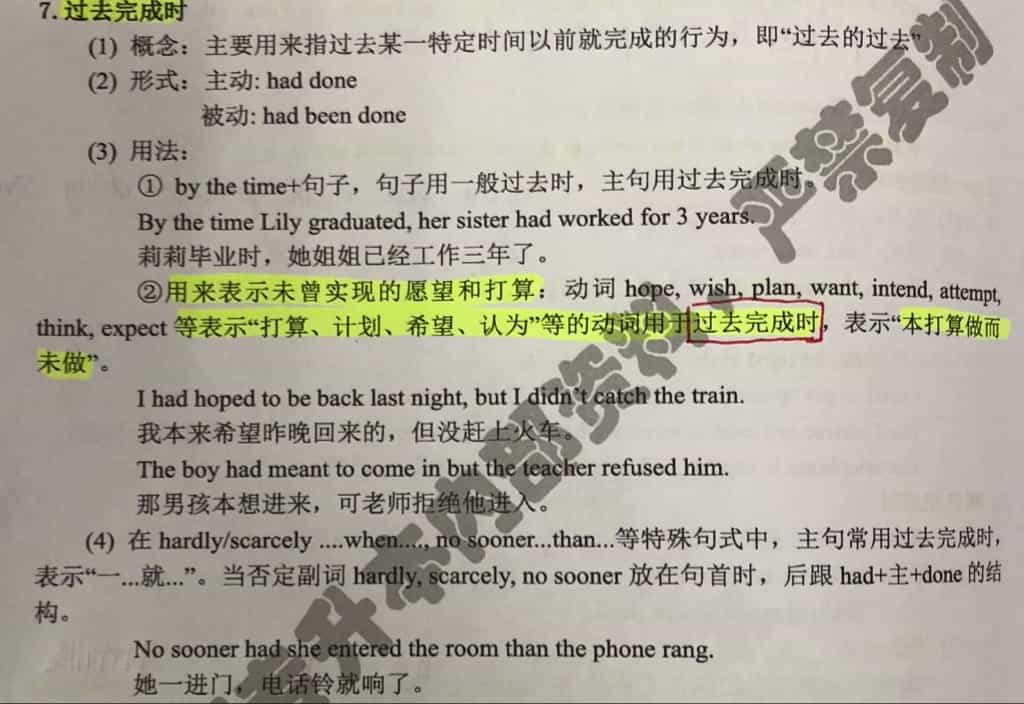 7. 过去完成时
(1) 概念：主要用来指过去某一特定时间以前就完成的行为，即“过去的过去”
(2) 形式：主动: had done
被动: had been done
(3) 用法：
① by the time+句子，句子用一般过去时，主句用过去完成时。
By the time Lily graduated, her sister had worked for 3 years.
莉莉毕业时，她姐姐已经工作三年了。
②用来表示未曾实现的愿望和打算：动词 hope, wish, plan, want, intend, attempt,
think, expect 等表示“打算、计划、希望、认为”等的动词用于过去完成时，表示“本打算做而
未做”。
I had hoped to be back last night, but I didn't catch the train.
我本来希望昨晚回来的，但没赶上火车。
The boy had meant to come in but the teacher refused him.
那男孩本想进来，可老师拒绝他进入。
(4) 在 hardly/scarcely ....when...., no sooner...than...等特殊句式中，主句常用过去完成时，
表示“一...就...”。当否定副词 hardly, scarcely, no sooner 放在句首时，后跟 had+主+done 的结
构。
No sooner had she entered the room than the phone rang.
她一进门，电话铃就响了。
升本内部资料，严禁复制